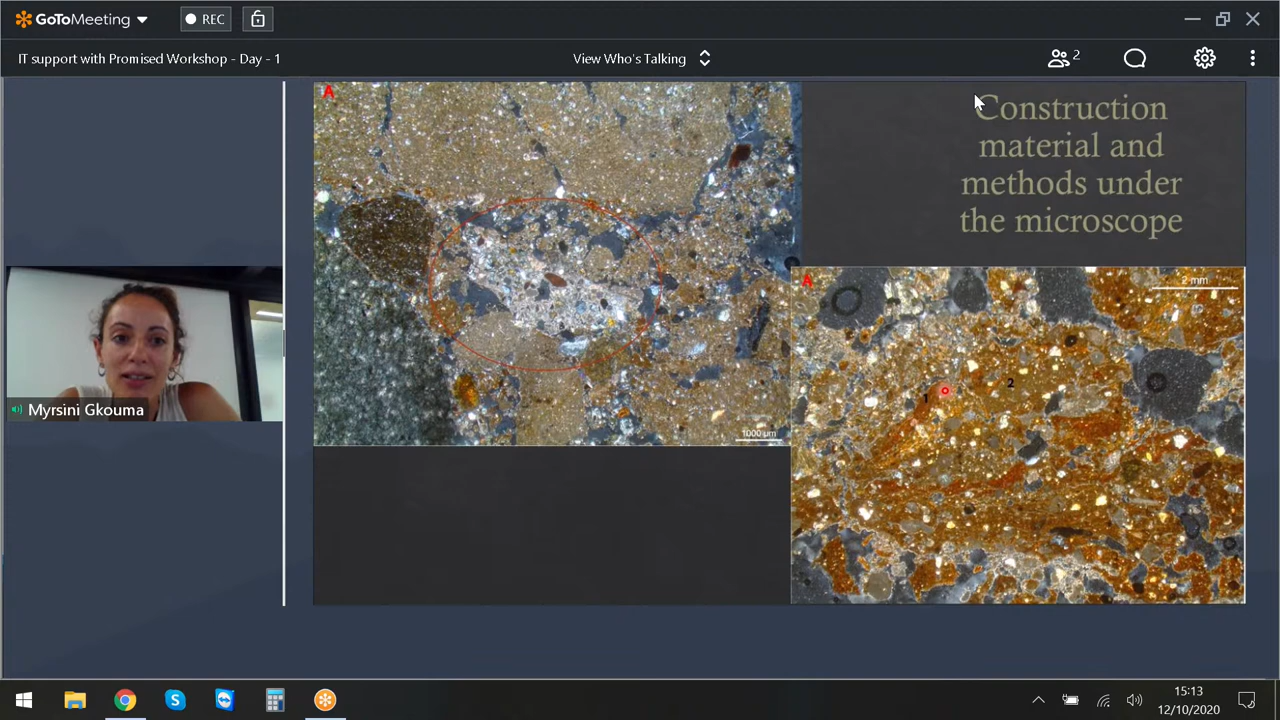 GoToMeeting
REC
IT support with Promised Workshop - Day - 1
View Who's Talking
2
A
Construction
material and
methods under
the microscope
A
2 mm
2
1
Myrsini Gkouma
1000 µm
15:13
12/10/2020